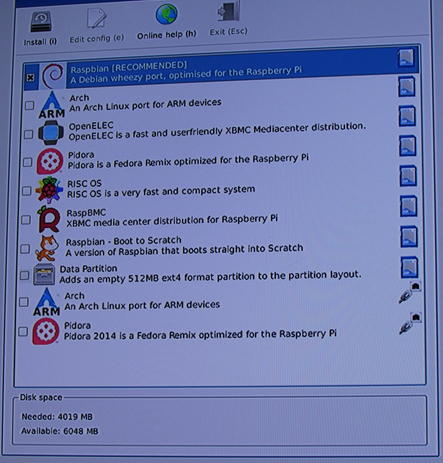 Install (i)
Edit config (e)
Online help (h)
Exit (Esc)
Raspbian [RECOMMENDED]
A Debian wheezy port, optimised for the Raspberry Pi
Arch
An Arch Linux port for ARM devices
ARM
OpenELEC
OpenELEC is a fast and userfriendly XBMC Mediacenter distribution.
Pidora
Pidora is a Fedora Remix optimized for the Raspberry Pi
RISC OS
RISC OS is a very fast and compact system
RaspBMC
XBMC media center distribution for Raspberry Pi
Raspbian - Boot to Scratch
A version of Raspbian that boots straight into Scratch
Data Partition
Adds an empty 512MB ext4 format partition to the partition layout.
Arch
An Arch Linux port for ARM devices
ARM
Pidora
Pidora 2014 is a Fedora Remix optimized for the Raspberry Pi
Disk space
Needed: 4019 MB
Available: 6048 MB